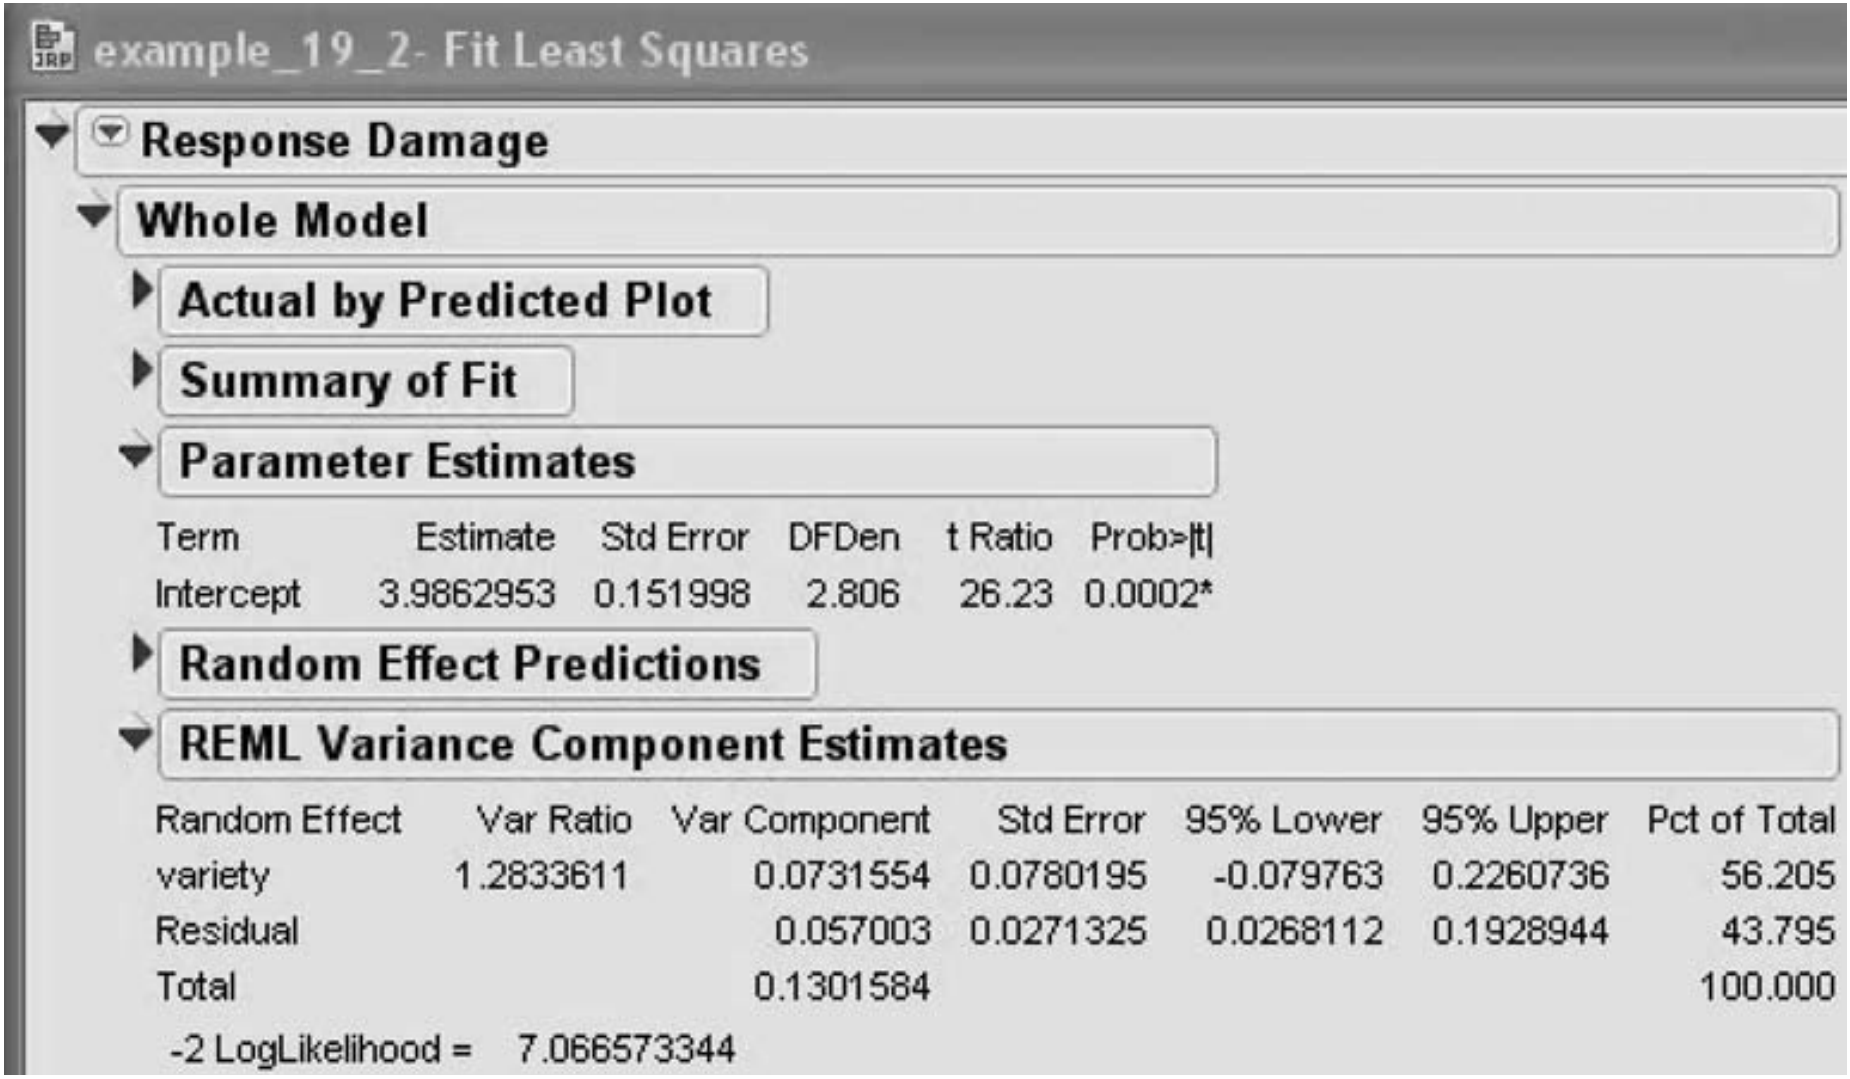 JRP example_19_2- Fit Least Squares
Response Damage
Whole Model
Actual by Predicted Plot
Summary of Fit
Parameter Estimates
Term Estimate Std Error DFDen t Ratio Prob>|t|
Intercept 3.9862953 0.151998 2.806 26.23 0.0002*
Random Effect Predictions
REML Variance Component Estimates
Random Effect Var Ratio Var Component Std Error 95% Lower 95% Upper Pct of Total
variety 1.2833611 0.0731554 0.0780195 -0.079763 0.2260736 56.205
Residual 0.057003 0.0271325 0.0268112 0.1928944 43.795
Total 0.1301584 100.000
-2 LogLikelihood = 7.066573344